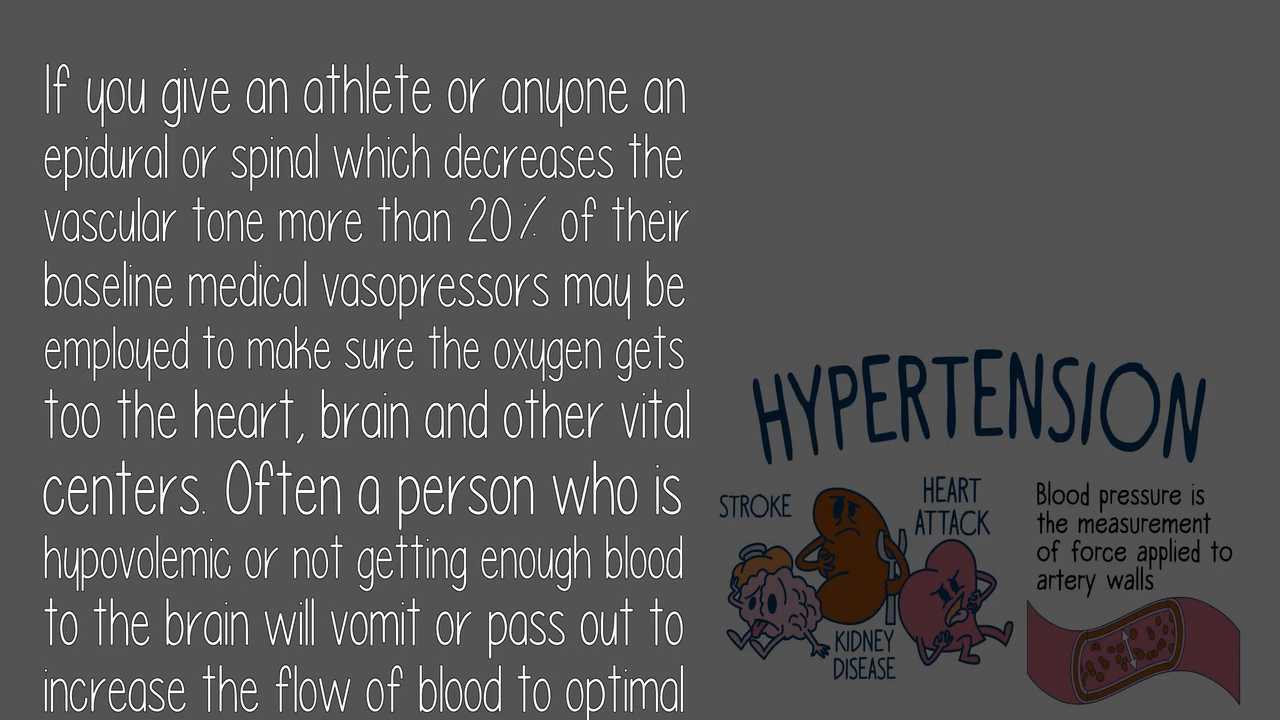 If you give an athlete or anyone an
epidural or spinal which decreases the
vascular tone more than 20% of their
baseline medical vasopressors may be
employed to make sure the oxygen gets
too the heart, brain and other vital
centers. Often a person who is
hypovolemic or not getting enough blood
to the brain will vomit or pass out to
increase the flow of blood to optimal
HYPERTENSION
STROKE
HEART
ATTACK
KIDNEY
DISEASE
Blood pressure is
the measurement
of force applied to
artery walls